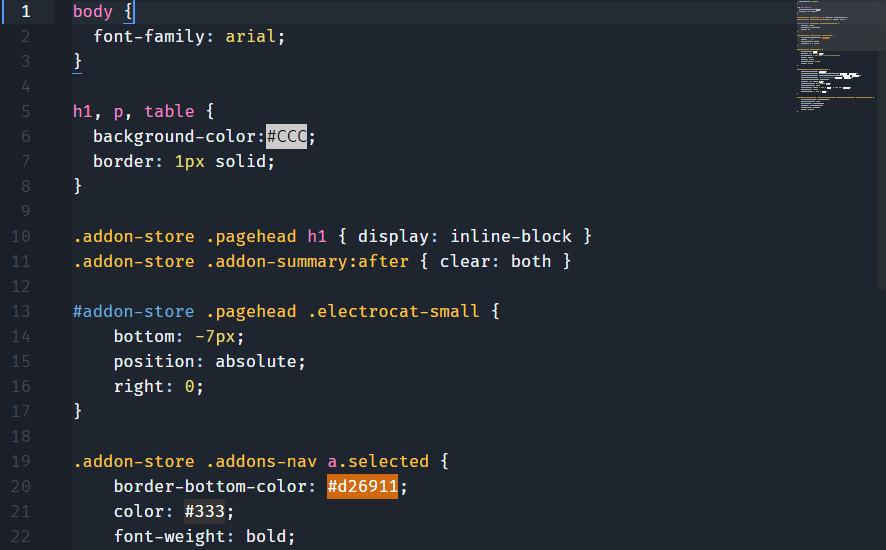 1 body {
2   font-family: arial;
3 }
4
5 h1, p, table {
6   background-color:#CCC;
7   border: 1px solid;
8 }
9
10 .addon-store .pagehead h1 { display: inline-block }
11 .addon-store .addon-summary:after { clear: both }
12
13 #addon-store .pagehead .electrocat-small {
14     bottom: -7px;
15     position: absolute;
16     right: 0;
17 }
18
19 .addon-store .addons-nav a.selected {
20     border-bottom-color: #d26911;
21     color: #333;
22     font-weight: bold;